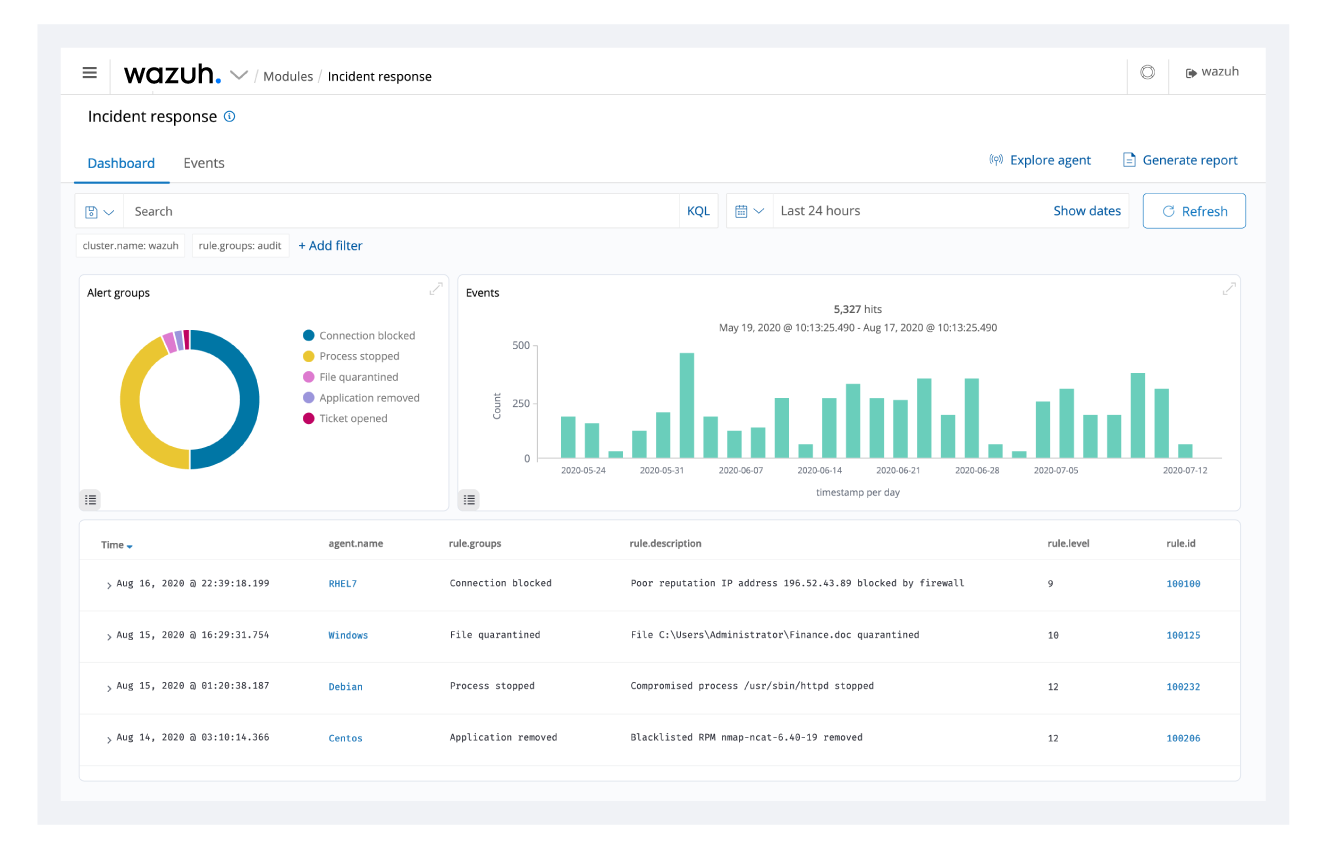 wazuh. / Modules / Incident response wazuh
Incident response
Dashboard Events Explore agent Generate report
Search KQL Last 24 hours Show dates Refresh
cluster.name: wazuh rule.groups: audit + Add filter
Alert groups
Connection blocked
Process stopped
File quarantined
Application removed
Ticket opened
Events
5,327 hits
May 19, 2020 @ 10:13:25.490 - Aug 17, 2020 @ 10:13:25.490
500
250
0
Count
2020-05-24 2020-05-31 2020-06-07 2020-06-14 2020-06-21 2020-06-28 2020-07-05 2020-07-12
timestamp per day
Time agent.name rule.groups rule.description rule.level rule.id
Aug 16, 2020 @ 22:39:18.199 RHEL7 Connection blocked Poor reputation IP address 196.52.43.89 blocked by firewall 9 100100
Aug 15, 2020 @ 16:29:31.754 Windows File quarantined File C:\Users\Administrator\Finance.doc quarantined 10 100125
Aug 15, 2020 @ 01:20:38.187 Debian Process stopped Compromised process /usr/sbin/httpd stopped 12 100232
Aug 14, 2020 @ 03:10:14.366 Centos Application removed Blacklisted RPM nmap-ncat-6.40-19 removed 12 100206